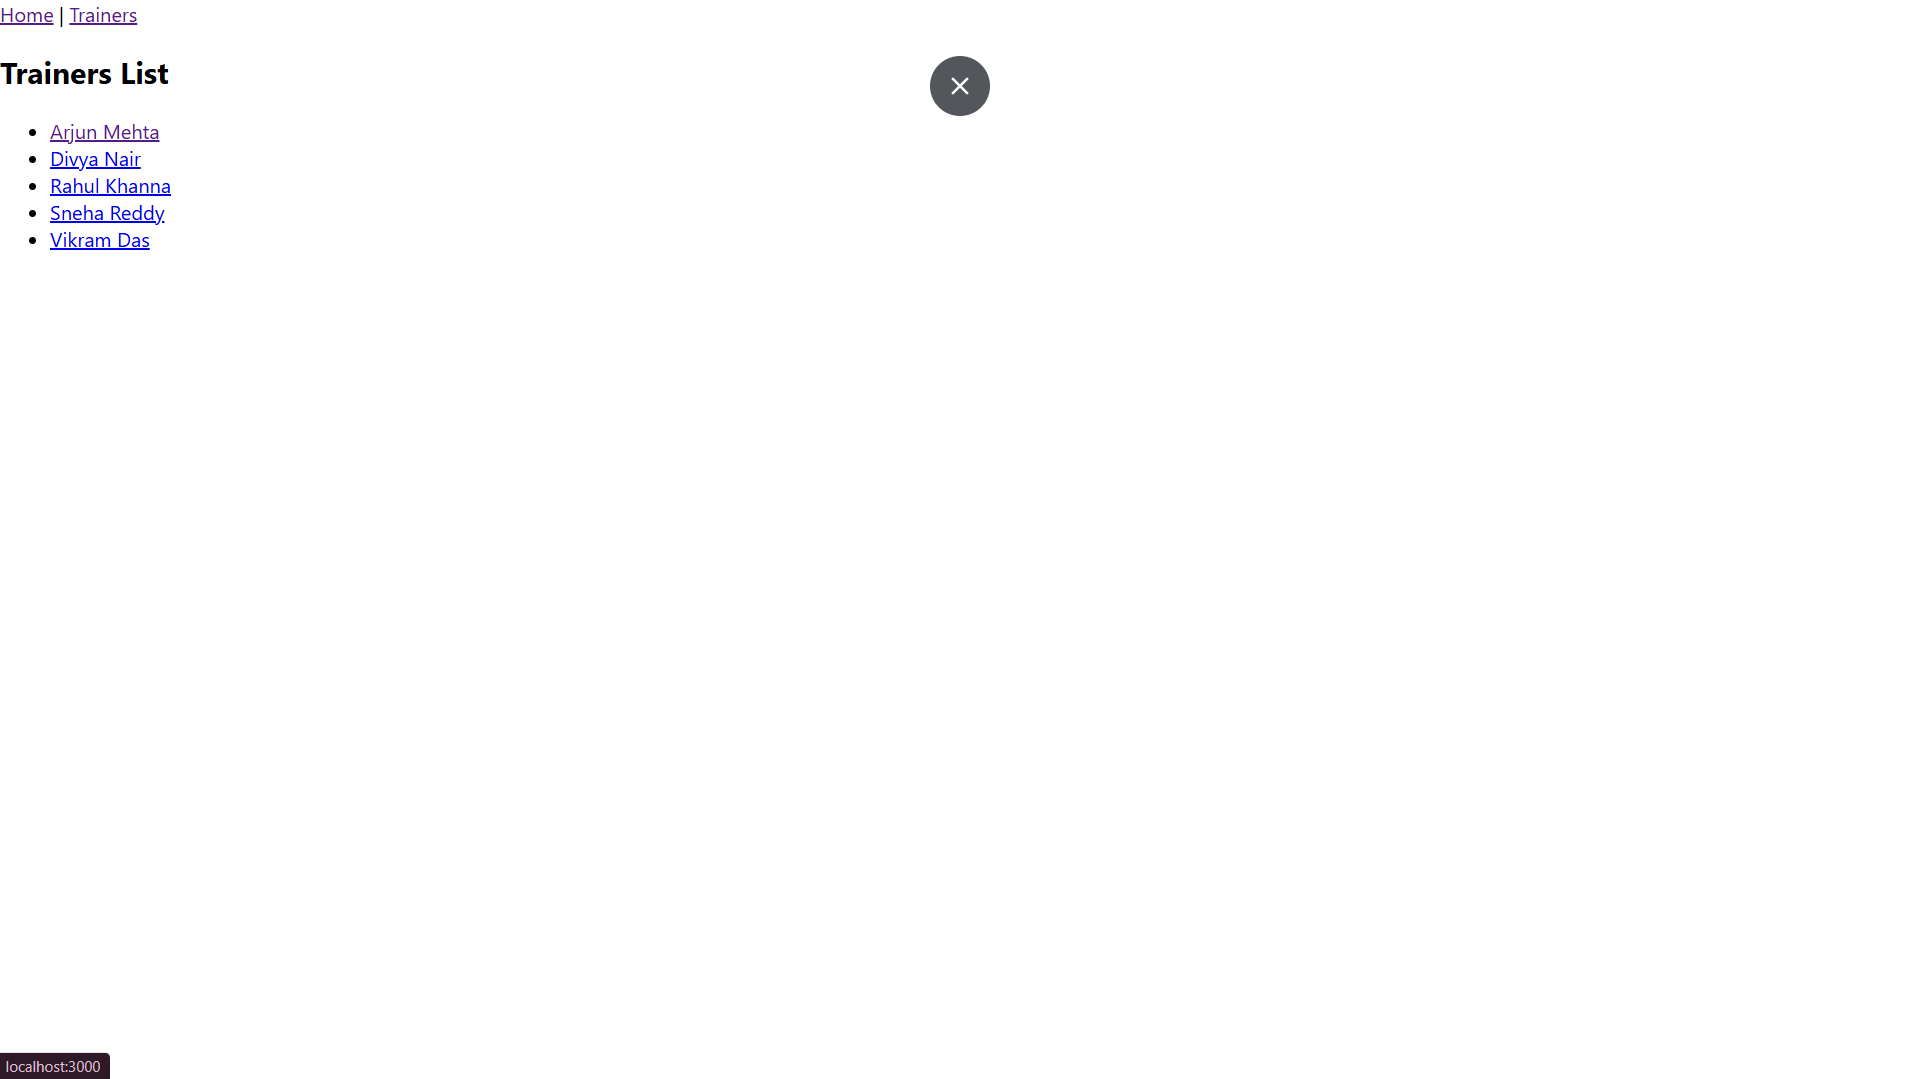 Home | Trainers
Trainers List
Arjun Mehta
Divya Nair
Rahul Khanna
Sneha Reddy
Vikram Das
localhost:3000